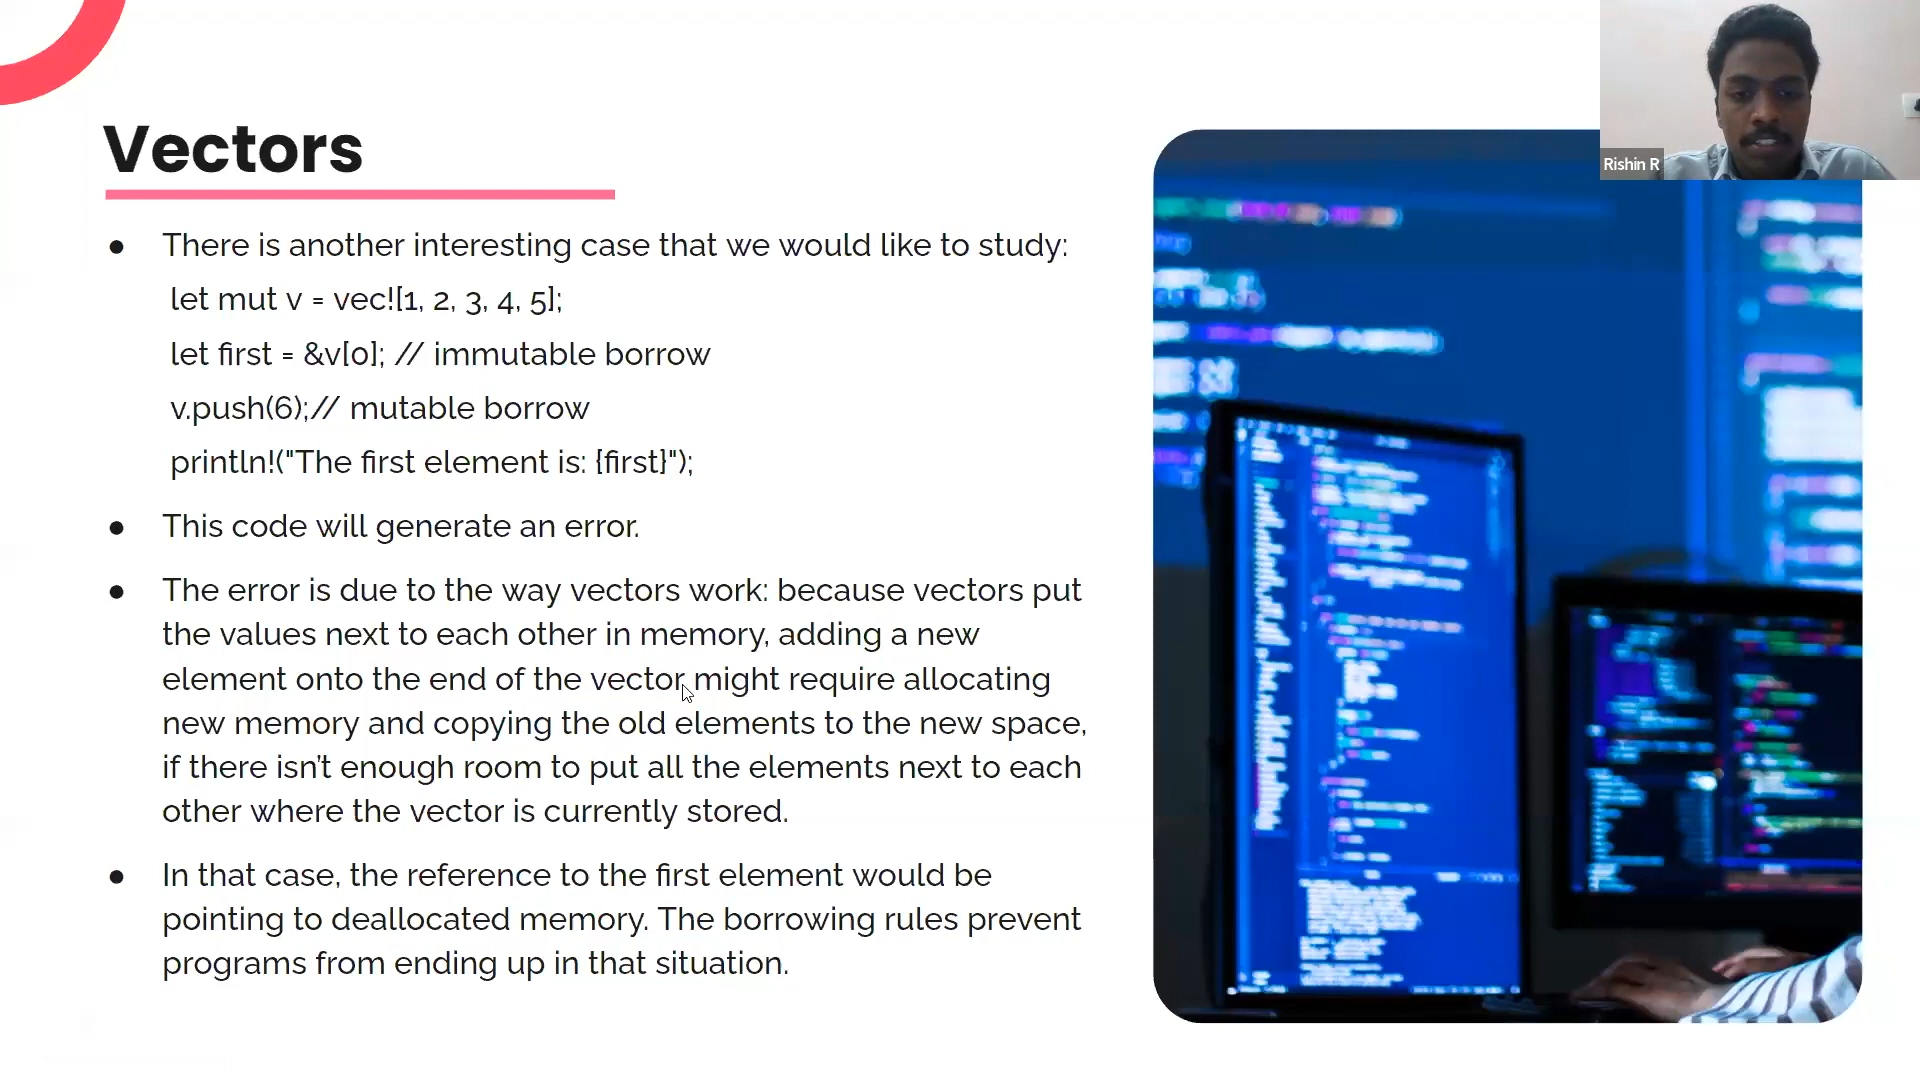 Vectors
There is another interesting case that we would like to study:
let mut v = vec![1, 2, 3, 4, 5];
let first = &v[0]; // immutable borrow
v.push(6);// mutable borrow
println!("The first element is: {first}");
This code will generate an error.
The error is due to the way vectors work: because vectors put
the values next to each other in memory, adding a new
element onto the end of the vector might require allocating
new memory and copying the old elements to the new space,
if there isn’t enough room to put all the elements next to each
other where the vector is currently stored.
In that case, the reference to the first element would be
pointing to deallocated memory. The borrowing rules prevent
programs from ending up in that situation.
Rishin R